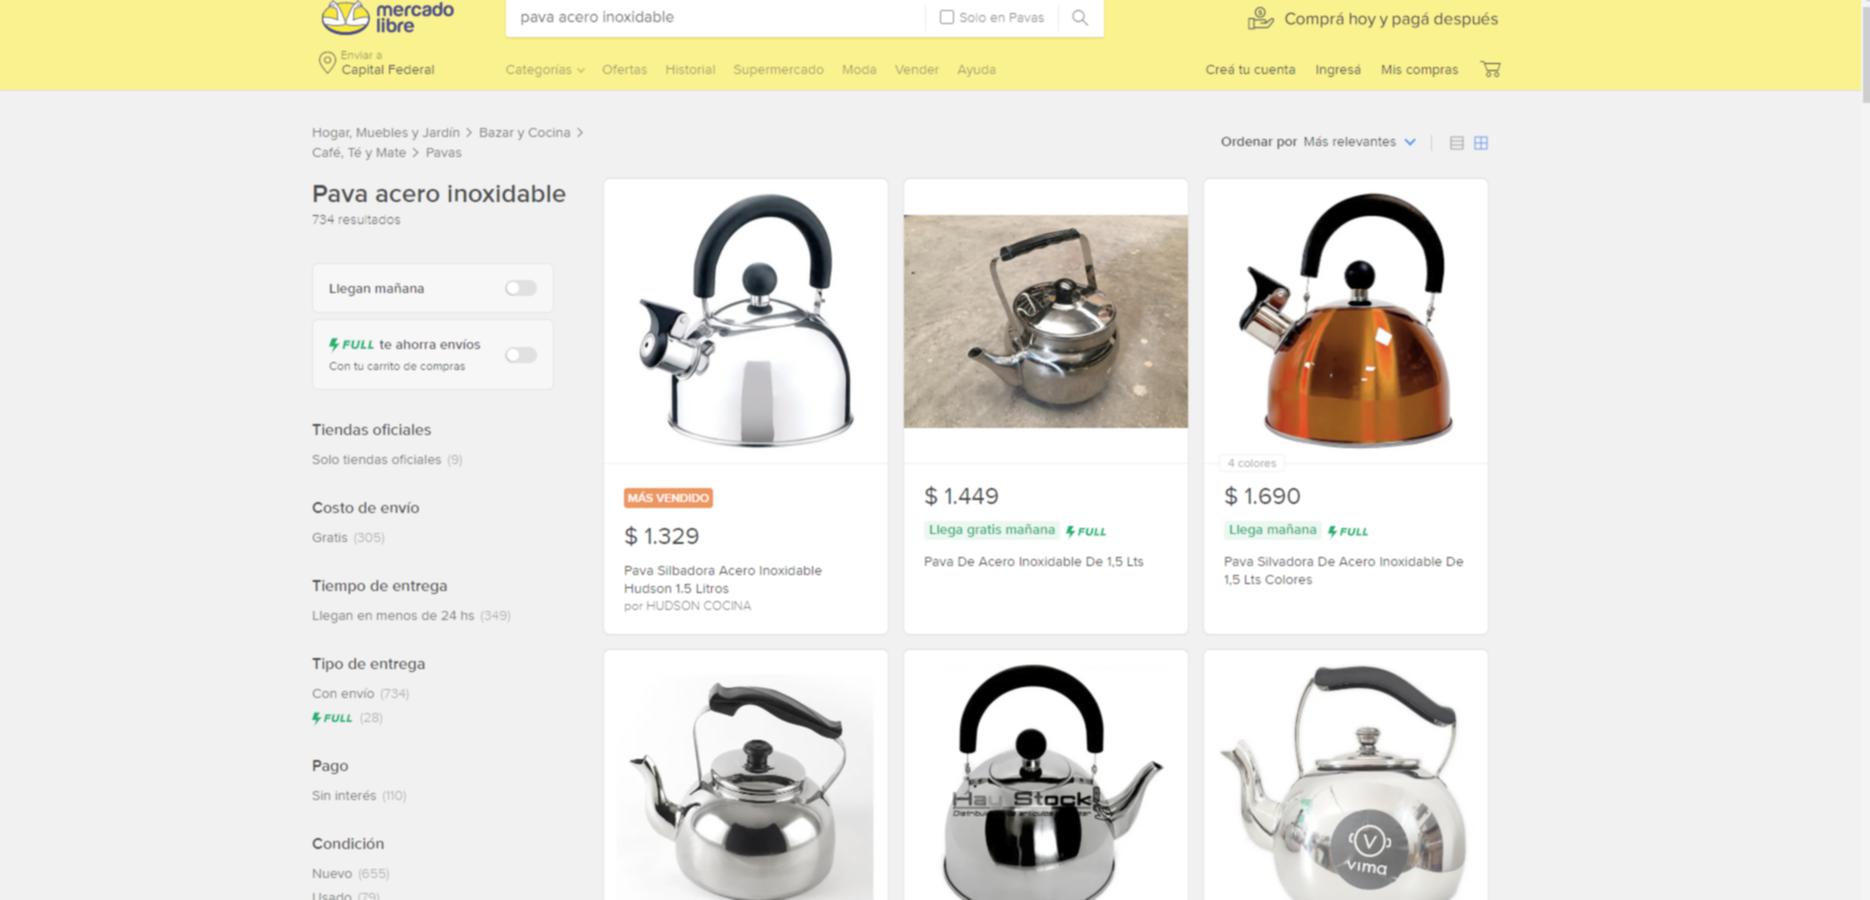 mercado
libre
pava acero inoxidable
Solo en Pavas
Comprá hoy y pagá después
Enviar a
Capital Federal
Categorías
Ofertas
Historial
Supermercado
Moda
Vender
Ayuda
Creá tu cuenta
Ingresá
Mis compras
Hogar, Muebles y Jardín > Bazar y Cocina >
Café, Té y Mate > Pavas
Ordenar por Más relevantes
Pava acero inoxidable
734 resultados
Llegan mañana
FULL te ahorra envíos
Con tu carrito de compras
Tiendas oficiales
Solo tiendas oficiales (9)
Costo de envío
Gratis (305)
Tiempo de entrega
Llegan en menos de 24 hs (349)
Tipo de entrega
Con envío (734)
FULL (28)
Pago
Sin interés (110)
Condición
Nuevo (655)
Usado (79)
MÁS VENDIDO
$ 1.329
Pava Silbadora Acero Inoxidable
Hudson 1.5 Litros
por HUDSON COCINA
$ 1.449
Llega gratis mañana FULL
Pava De Acero Inoxidable De 1,5 Lts
4 colores
$ 1.690
Llega mañana FULL
Pava Silvadora De Acero Inoxidable De
1,5 Lts Colores
Stock
V
vima